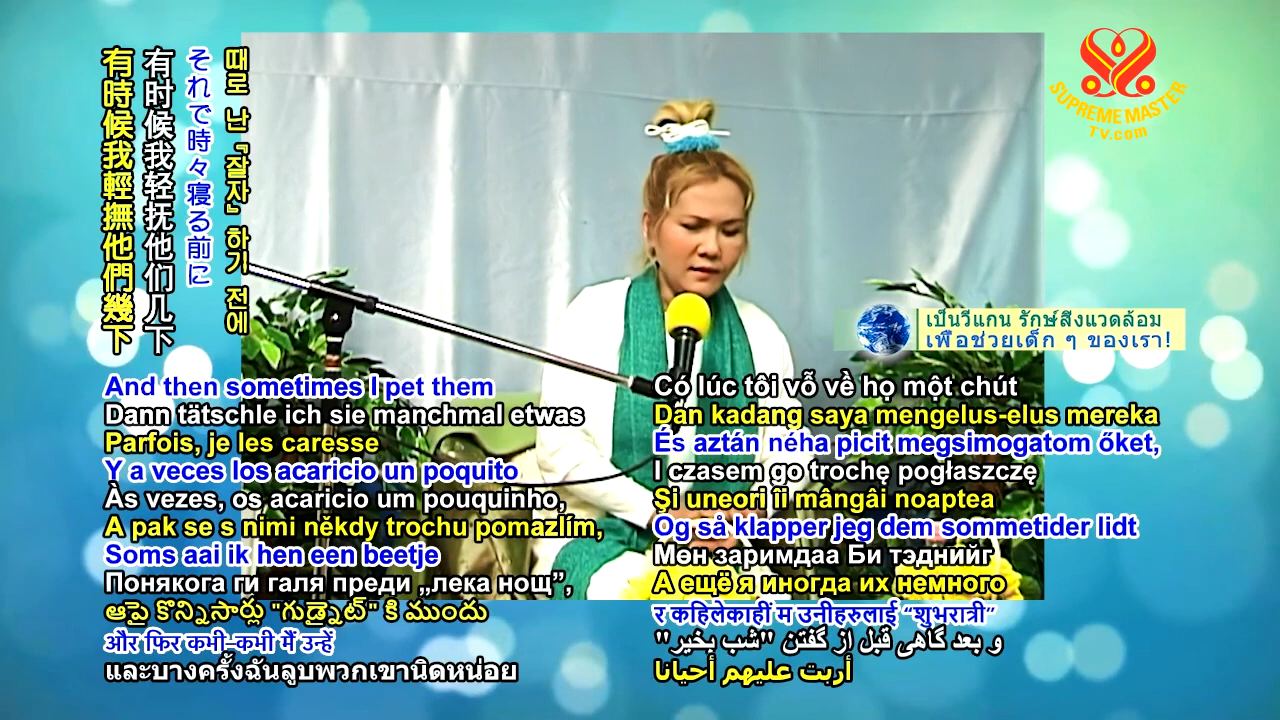 有時候我輕撫他們幾下
有时候我轻抚他们几下
それで時々寝る前に
때로 난『잘자』하기 전에
SUPREME MASTER
TV.com
เป็นวีแกน รักษ์สิ่งแวดล้อม
เพื่อช่วยเด็ก ๆ ของเรา!
And then sometimes I pet them
Dann tätschle ich sie manchmal etwas
Parfois, je les caresse
Y a veces los acaricio un poquito
Às vezes, os acaricio um pouquinho,
A pak se s nimi někdy trochu pomazlím,
Soms aai ik hen een beetje
Понякога ги галя преди „лека нощ”,
ఆపై కొన్నిసార్లు "గుడ్నైట్" కి ముందు
और फिर कभी-कभी मैं उन्हें
และบางครั้งฉันลูบพวกเขานิดหน่อย
Có lúc tôi vỗ về họ một chút
Dan kadang saya mengelus-elus mereka
És aztán néha picit megsimogatom őket,
I czasem go trochę pogłaszczę
Şi uneori îi mângâi noaptea
Og så klapper jeg dem sommetider lidt
Мөн заримдаа Би тэднийг
А ещё я иногда их немного
र कहिलेकाहीं म उनीहरुलाई “शुभरात्री”
و بعد گاهی قبل از گفتن "شب بخیر"
أربت عليهم أحيانا